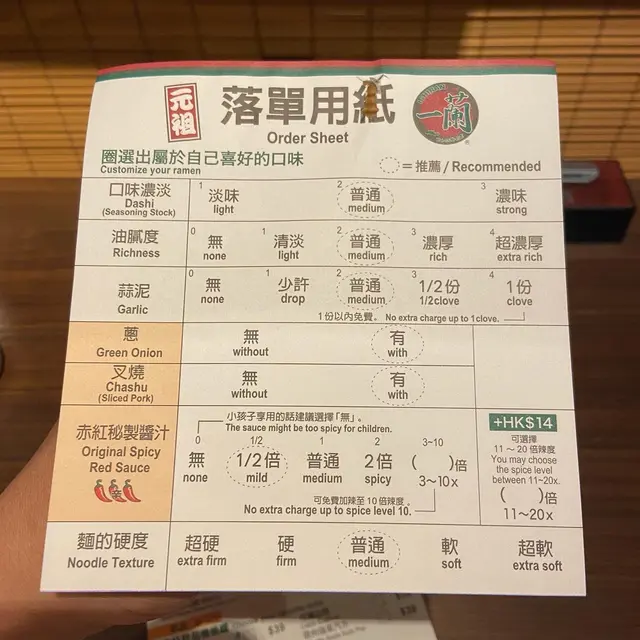 元祖
落單用紙
一蘭
Order Sheet
圈選出屬於自己喜好的口味
Customize your ramen
=推薦/Recommended
口味濃淡
Dashi
(Seasoning Stock)
1 淡味
light
2 普通
medium
3 濃味
strong
油膩度
Richness
0 無
none
1 清淡
light
2 普通
medium
3 濃厚
rich
4 超濃厚
extra rich
蒜泥
Garlic
0 無
none
1 少許
drop
2 普通
medium
3 1/2份
1/2clove
4 1份
clove
1份以內免費。 No extra charge up to 1clove.
蔥
Green Onion
無
without
有
with
叉燒
Chashu
(Sliced Pork)
無
without
有
with
赤紅秘製醬汁
Original Spicy
Red Sauce
辛
小孩子享用的話建議選擇「無」。
The sauce might be too spicy for children.
0
無
none
1/2
1/2倍
mild
1
普通
medium
2
2倍
spicy
3~10
( )倍
3~10x
可免費加辣至10倍辣度。
No extra charge up to spice level 10.
+HK$14
可選擇
11~20倍辣度
You may choose
the spice level
between 11~20x.
( )倍
11~20x
麵的硬度
Noodle Texture
超硬
extra firm
硬
firm
普通
medium
軟
soft
超軟
extra soft
$39